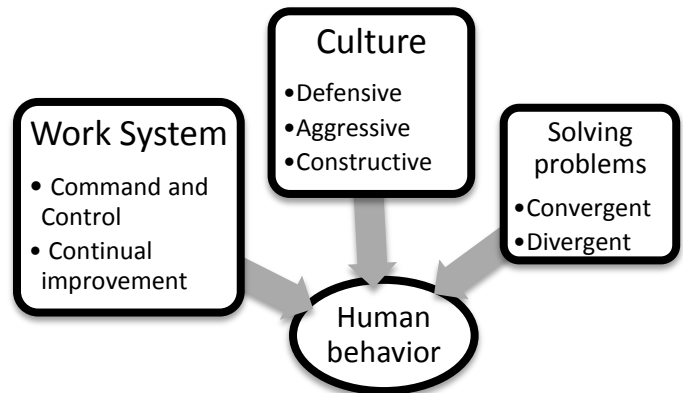 Culture
•Defensive
•Aggressive
•Constructive
Work System
• Command and
Control
• Continual
improvement
Solving
problems
•Convergent
•Divergent
Human
behavior